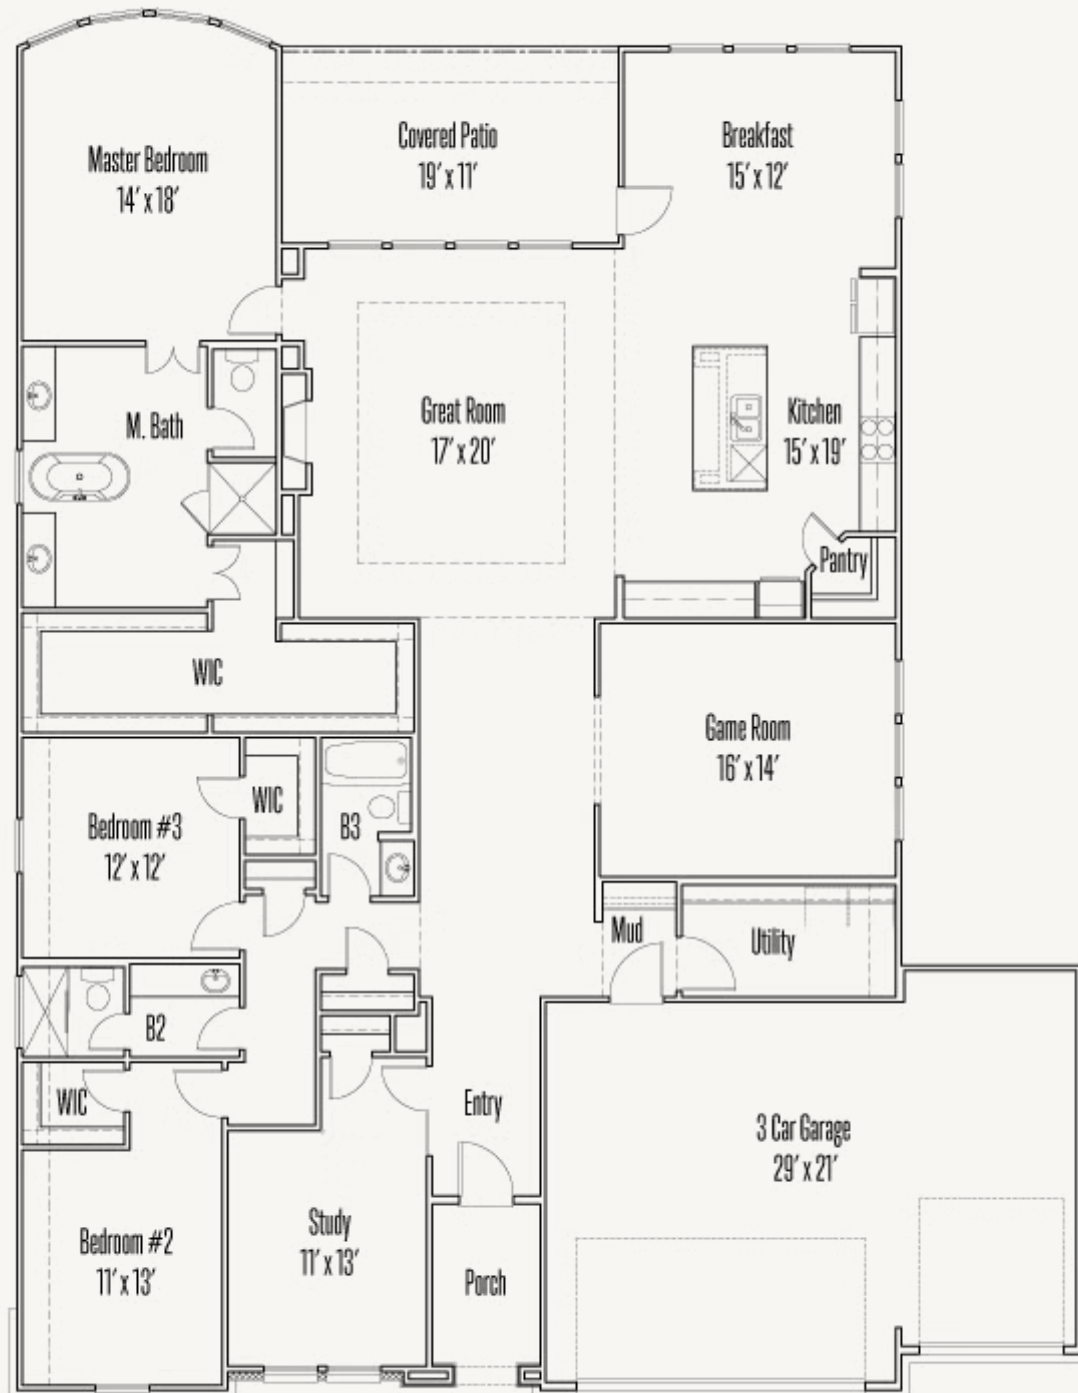 Covered Patio
19' x 11'
Breakfast
15' x 12'
Master Bedroom
14' x 18'
Great Room
17' x 20'
Kitchen
15' x 19'
M. Bath
Pantry
WIC
Game Room
16' x 14'
WIC
B3
Bedroom #3
12' x 12'
Mud
Utility
B2
WIC
Entry
3 Car Garage
29' x 21'
Study
11' x 13'
Bedroom #2
11' x 13'
Porch